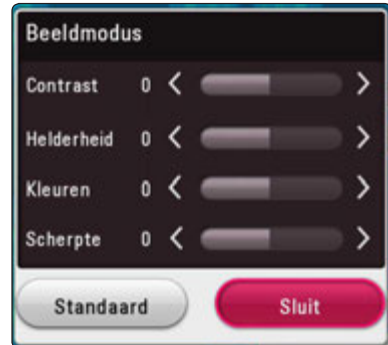 Beeldmodus
Contrast 0
Helderheid 0
Kleuren 0
Scherpte 0
Standaard Sluit